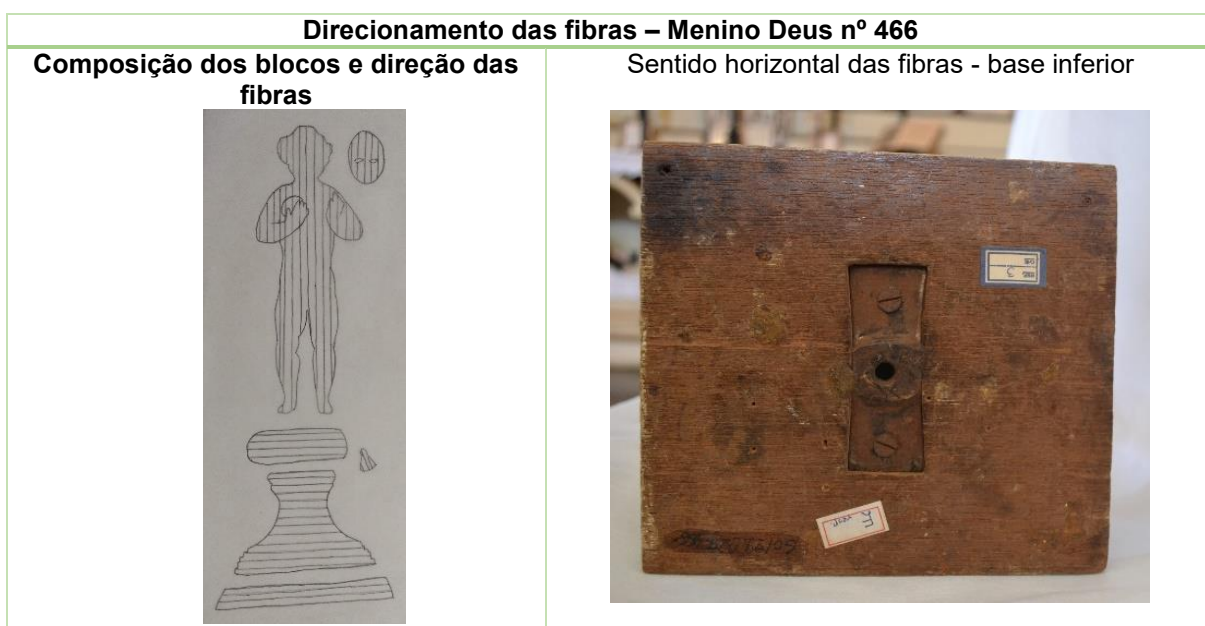 Direcionamento das fibras – Menino Deus nº 466
Composição dos blocos e direção das
fibras
Sentido horizontal das fibras - base inferior
3